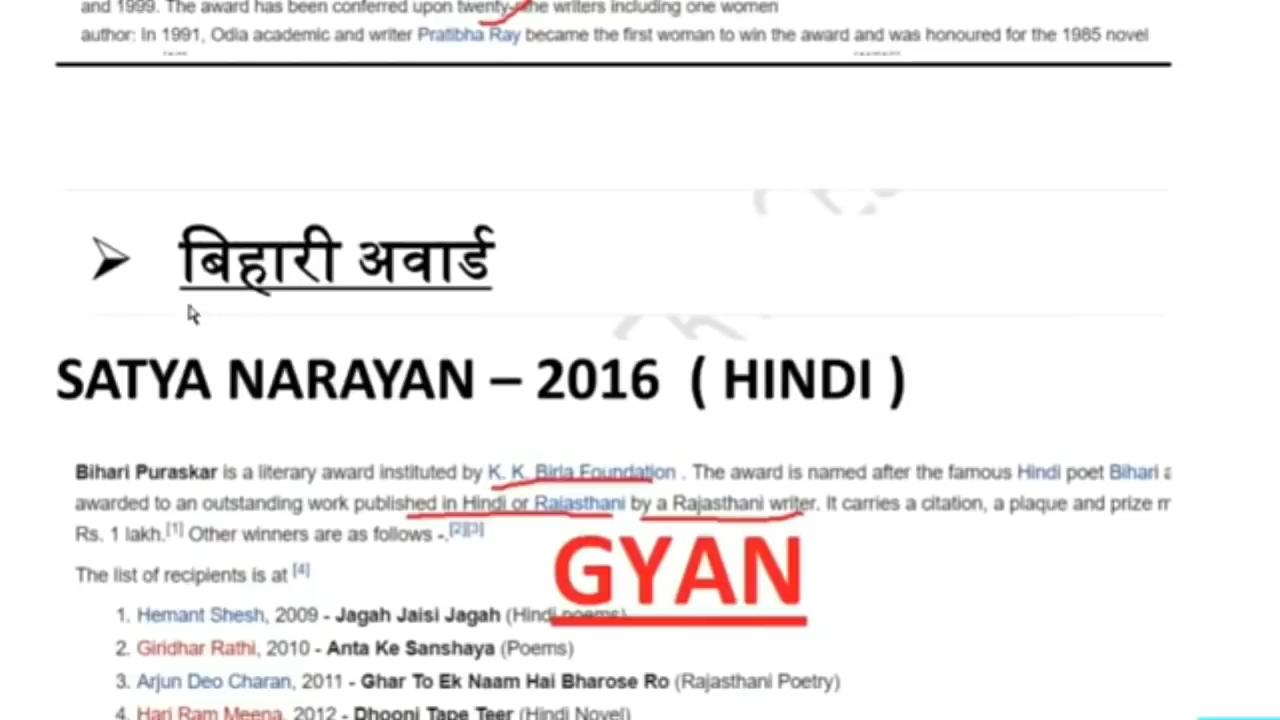 and 1999. The award has been conferred upon twenty-one writers including one women
author: In 1991, Odia academic and writer Pratibha Ray became the first woman to win the award and was honoured for the 1985 novel
बिहारी अवार्ड
SATYA NARAYAN – 2016 ( HINDI )
Bihari Puraskar is a literary award instituted by K. K. Birla Foundation . The award is named after the famous Hindi poet Bihari
awarded to an outstanding work published in Hindi or Rajasthani by a Rajasthani writer. It carries a citation, a plaque and prize
Rs. 1 lakh.[1] Other winners are as follows -.[2][3]
GYAN
The list of recipients is at [4]
1. Hemant Shesh, 2009 - Jagah Jaisi Jagah (Hindi poems)
2. Giridhar Rathi, 2010 - Anta Ke Sanshaya (Poems)
3. Arjun Deo Charan, 2011 - Ghar To Ek Naam Hai Bharose Ro (Rajasthani Poetry)
4. Hari Ram Meena, 2012 - Dhooni Tape Teer (Hindi Novel)